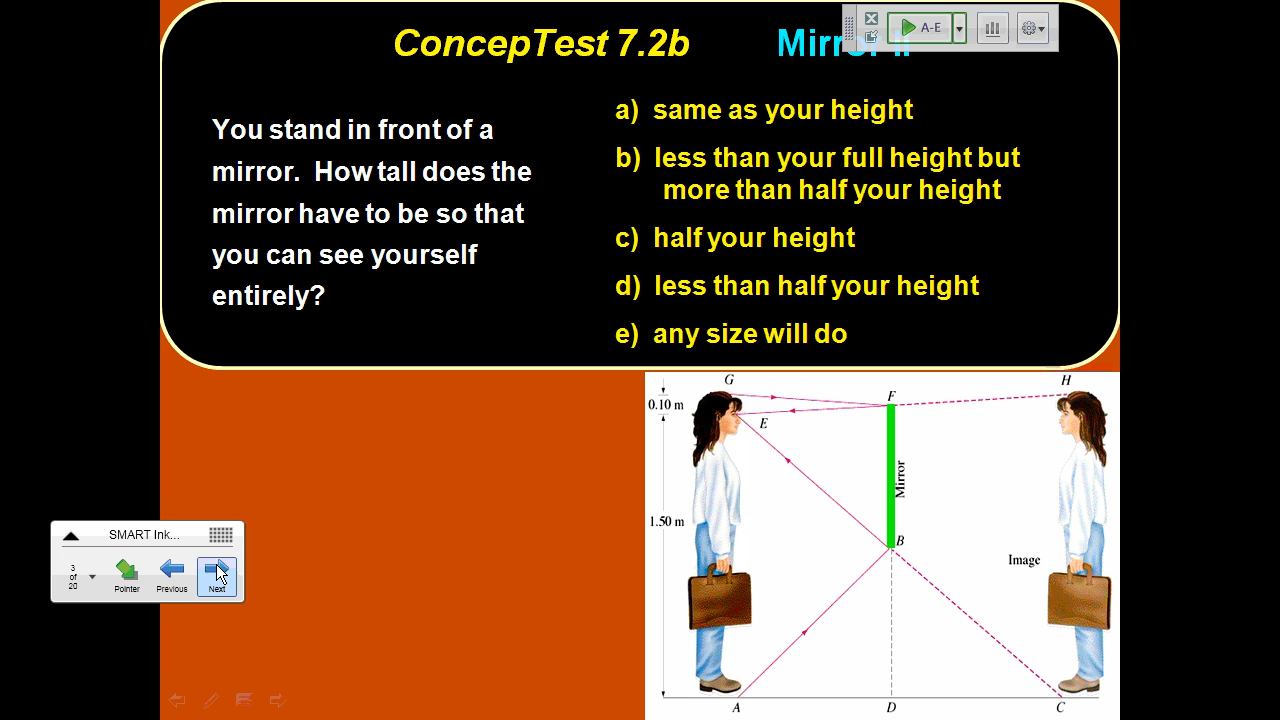 ConcepTest 7.2b
A-E
You stand in front of a
mirror. How tall does the
mirror have to be so that
you can see yourself
entirely?
a) same as your height
b) less than your full height but
more than half your height
c) half your height
d) less than half your height
e) any size will do
G
H
0.10 m
F
E
Mirror
1.50 m
B
Image
A
D
C
SMART Ink...
3
of
20
Pointer
Previous
Next